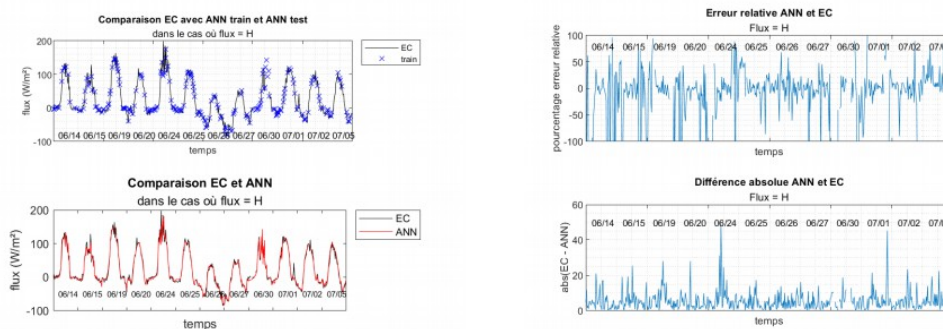 Comparaison EC avec ANN train et ANN test
dans le cas où flux = H
200
100
0
-100
flux (W/m²)
06/14 06/15 06/19 06/20 06/24 06/25 06/26 06/27 06/30 07/01 07/02 07/05
temps
EC
train
Erreur relative ANN et EC
Flux = H
100
50
0
-50
-100
pourcentage erreur relative
06/14 06/15 06/19 06/20 06/24 06/25 06/26 06/27 06/30 07/01 07/02 07/0
temps
Comparaison EC et ANN
dans le cas où flux = H
200
100
0
-100
flux (W/m²)
06/14 06/15 06/19 06/20 06/24 06/25 06/26 06/27 06/30 07/01 07/02 07/05
temps
EC
ANN
Différence absolue ANN et EC
Flux = H
60
40
20
0
abs(EC - ANN)
06/14 06/15 06/19 06/20 06/24 06/25 06/26 06/27 06/30 07/01 07/02 07/0
temps